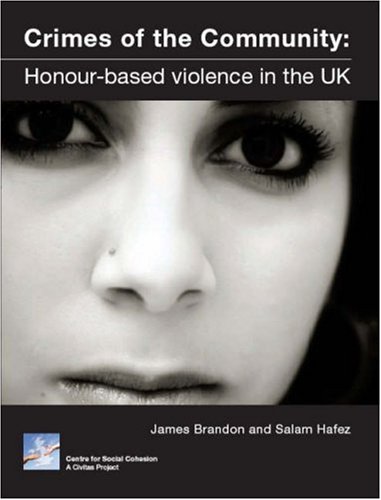 Crimes of the Community:
Honour-based violence in the UK
James Brandon and Salam Hafez
Centre for Social Cohesion
A Civitas Project